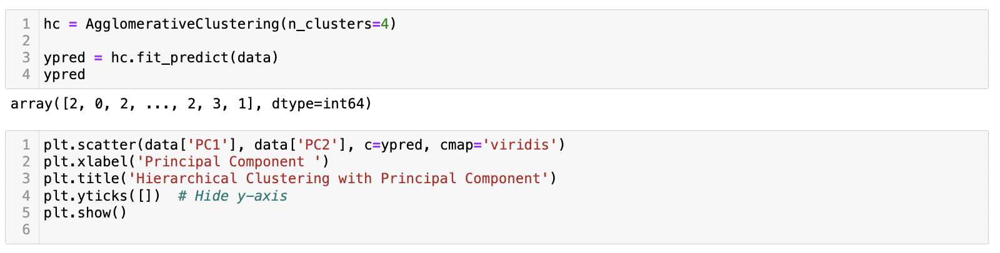 1 hc = AgglomerativeClustering(n_clusters=4)
2
3 ypred = hc.fit_predict(data)
4 ypred
array([2, 0, 2, ..., 2, 3, 1], dtype=int64)
1 plt.scatter(data['PC1'], data['PC2'], c=ypred, cmap='viridis')
2 plt.xlabel('Principal Component ')
3 plt.title('Hierarchical Clustering with Principal Component')
4 plt.yticks([])  # Hide y-axis
5 plt.show()
6